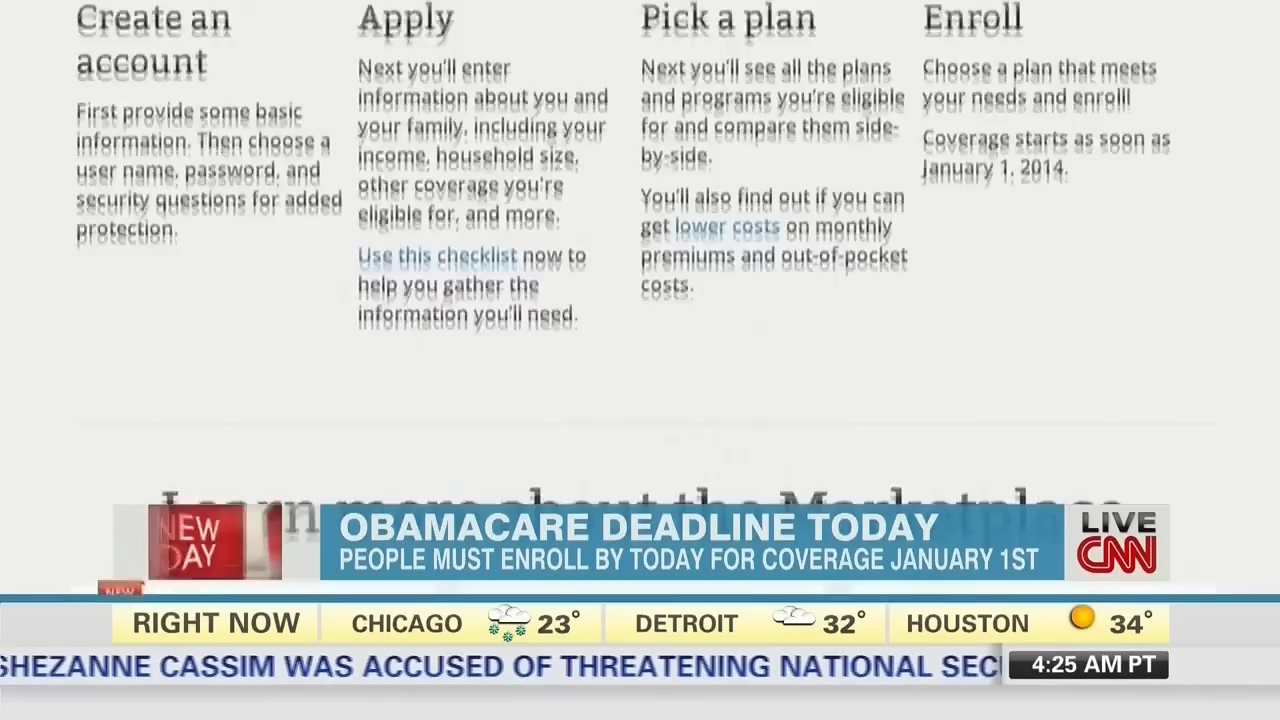 Create an
account
First provide some basic
information. Then choose a
user name, password, and
security questions for added
protection.
Apply
Next you'll enter
information about you and
your family, including your
income, household size,
other coverage you're
eligible for, and more.
Use this checklist now to
help you gather the
information you'll need.
Pick a plan
Next you'll see all the plans
and programs you're eligible
for and compare them side-
by-side.
You'll also find out if you can
get lower costs on monthly
premiums and out-of-pocket
costs.
Enroll
Choose a plan that meets
your needs and enroll!
Coverage starts as soon as
January 1, 2014.
Learn more about the Marketplace
NEW
DAY
OBAMACARE DEADLINE TODAY
PEOPLE MUST ENROLL BY TODAY FOR COVERAGE JANUARY 1ST
LIVE
CNN
NEW
RIGHT NOW CHICAGO 23° DETROIT 32° HOUSTON 34°
SHEZANNE CASSIM WAS ACCUSED OF THREATENING NATIONAL SEC
4:25 AM PT